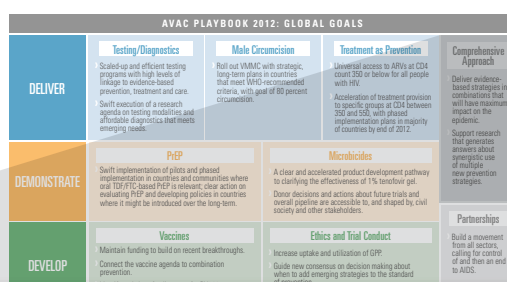 AVAC PLAYBOOK 2012: GLOBAL GOALS
DELIVER
Testing/Diagnostics
Scaled-up and efficient testing
programs with high levels of
linkage to evidence-based
prevention, treatment and care.
Swift execution of a research
agenda on testing modalities and
affordable diagnostics that meets
emerging needs.
Male Circumcision
Roll out VMMC with strategic,
long-term plans in countries
that meet WHO-recommended
criteria, with goal of 80 percent
circumcision.
Treatment as Prevention
Universal access to ARVs at CD4
count 350 or below for all people
with HIV.
Acceleration of treatment provision
to specific groups at CD4 between
350 and 550, with phased
implementation plans in majority
of countries by end of 2012.
Comprehensive
Approach
Deliver evidence-
based strategies in
combinations that
will have maximum
impact on the
epidemic.
Support research
that generates
answers about
synergistic use
of multiple
new prevention
strategies.
DEMONSTRATE
PrEP
Swift implementation of pilots and phased
implementation in countries and communities where
oral TDF/FTC-based PrEP is relevant; clear action on
evaluating PrEP and developing policies in countries
where it might be introduced over the long-term.
Microbicides
A clear and accelerated product development pathway
to clarifying the effectiveness of 1% tenofovir gel.
Donor decisions and actions about future trials and
overall pipeline are accessible to, and shaped by, civil
society and other stakeholders.
Partnerships
Build a movement
from all sectors,
calling for control
of and then an end
to AIDS.
DEVELOP
Vaccines
Maintain funding to build on recent breakthroughs.
Connect the vaccine agenda to combination
prevention.
Ethics and Trial Conduct
Increase uptake and utilization of GPP.
Guide new consensus on decision making about
when to add emerging strategies to the standard
of prevention.